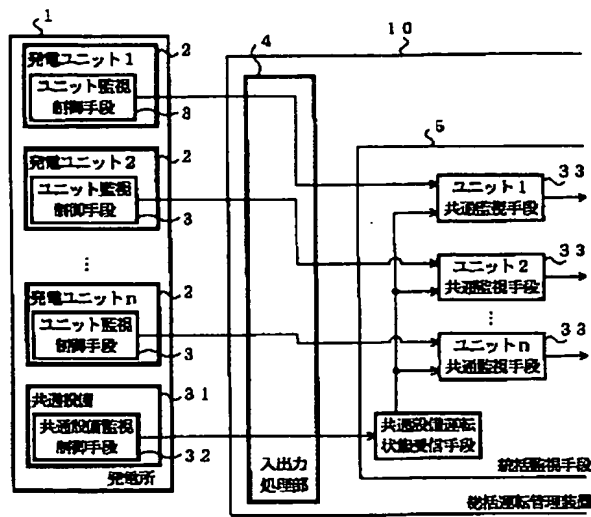 1
発電ユニット1
2
ユニット監視
制御手段
3
発電ユニット2
2
ユニット監視
制御手段
3
⋮
発電ユニットn
2
ユニット監視
制御手段
3
共通設備
31
共通設備監視
制御手段
32
発電所
4
入出力
処理部
10
5
ユニット1
共通監視手段
33
ユニット2
共通監視手段
33
⋮
ユニットn
共通監視手段
33
共通設備運転
状態受信手段
統括監視手段
総括運転管理装置